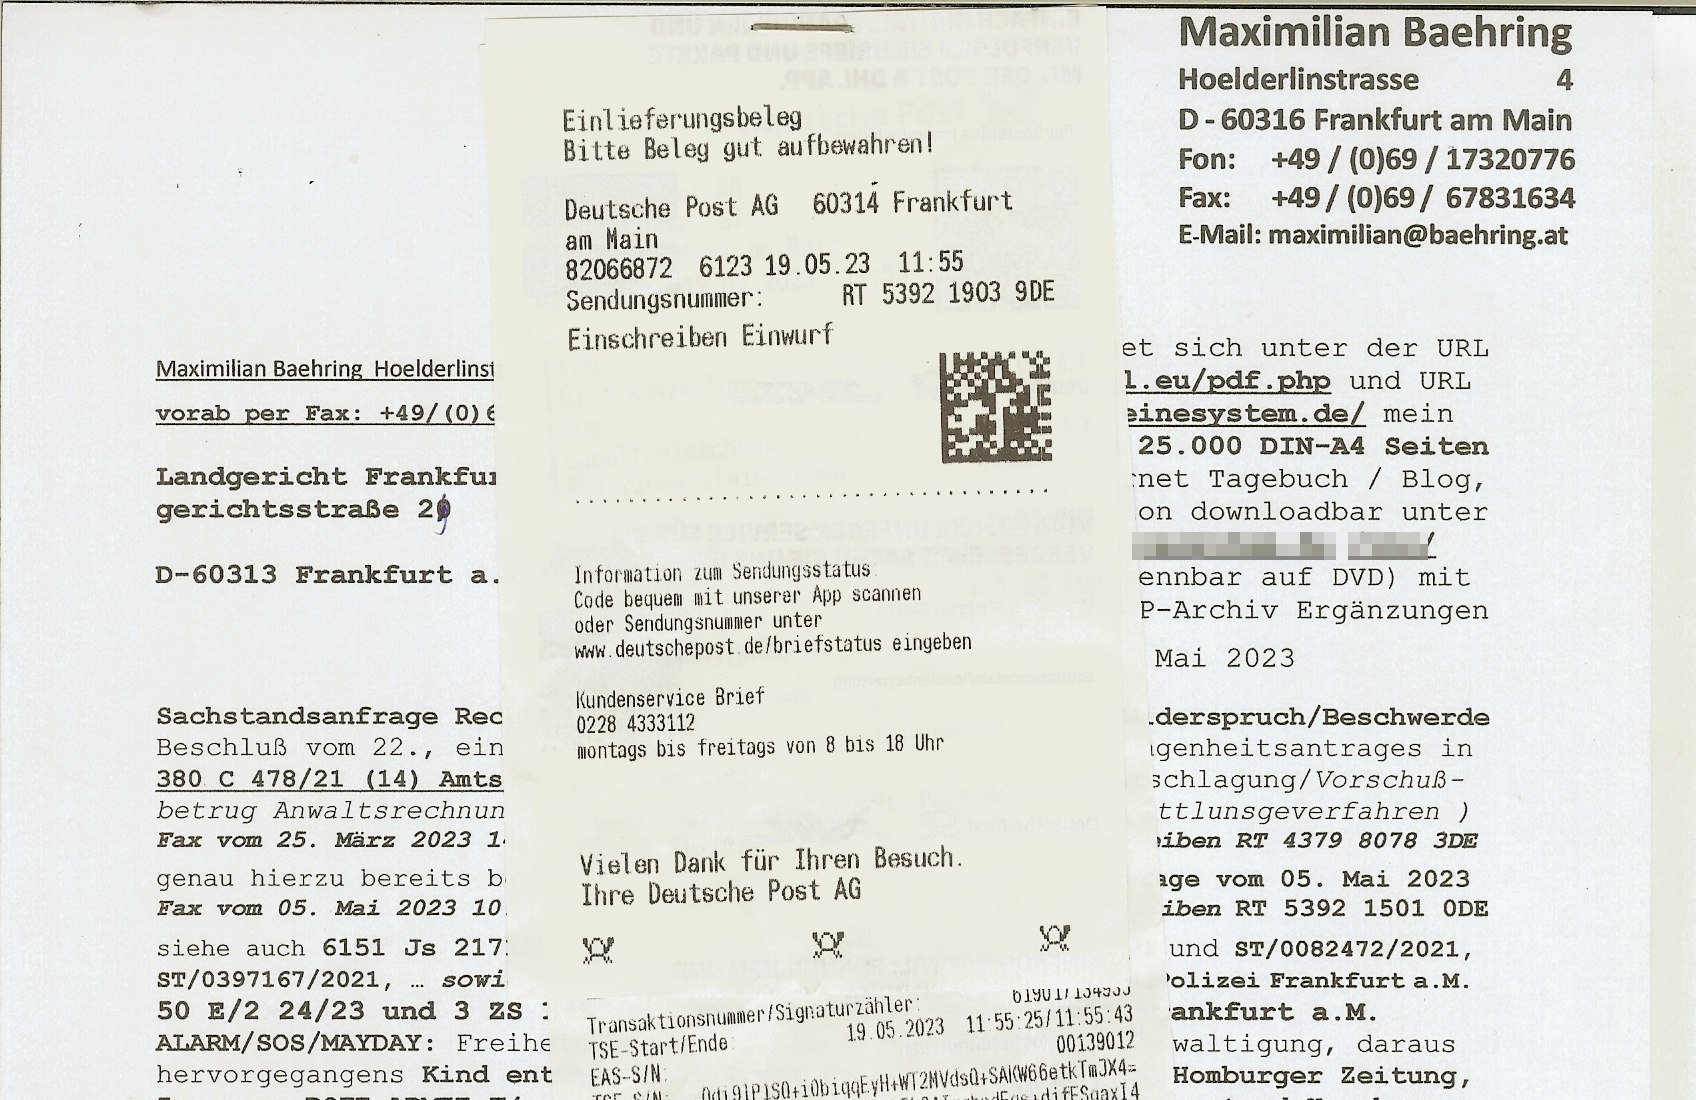 Maximilian Baehring
Hoelderlinstrasse 4
D - 60316 Frankfurt am Main
Fon: +49 / (0)69 / 17320776
Fax: +49 / (0)69 / 67831634
E-Mail: maximilian@baehring.at
Einlieferungsbeleg
Bitte Beleg gut aufbewahren!
Deutsche Post AG 60314 Frankfurt
am Main
82066872 6123 19.05.23 11:55
Sendungsnummer: RT 5392 1903 9DE
Einschreiben Einwurf
Information zum Sendungsstatus:
Code bequem mit unserer App scannen
oder Sendungsnummer unter
www.deutschepost.de/briefstatus eingeben
Kundenservice Brief
0228 4333112
montags bis freitags von 8 bis 18 Uhr
Vielen Dank für Ihren Besuch.
Ihre Deutsche Post AG
Transaktionsnummer/Signaturzähler:
TSE-Start/Ende: 19.05.2023 11:55:25/11:55:43
EAS-S/N: 00139012
Maximilian Baehring Hoelderlinst
vorab per Fax: +49/(0)6
Landgericht Frankfur
gerichtsstraße 2
D-60313 Frankfurt a.
et sich unter der URL
l.eu/pdf.php und URL
einesystem.de/ mein
25.000 DIN-A4 Seiten
rnet Tagebuch / Blog,
on downloadbar unter
ennbar auf DVD) mit
P-Archiv Ergänzungen
Mai 2023
Sachstandsanfrage Rec
derspruch/Beschwerde
Beschluß vom 22., ein
genheitsantrages in
380 C 478/21 (14) Amts
schlagung/Vorschuß-
betrug Anwaltsrechnun
ttlunsgeverfahren )
Fax vom 25. März 2023 1
iben RT 4379 8078 3DE
genau hierzu bereits b
age vom 05. Mai 2023
Fax vom 05. Mai 2023 10
iben RT 5392 1501 0DE
siehe auch 6151 Js 217
und ST/0082472/2021,
ST/0397167/2021, … sowi
Polizei Frankfurt a.M.
50 E/2 24/23 und 3 ZS 1
ankfurt a.M.
ALARM/SOS/MAYDAY: Freihe
waltigung, daraus
hervorgegangens Kind ent
Homburger Zeitung,